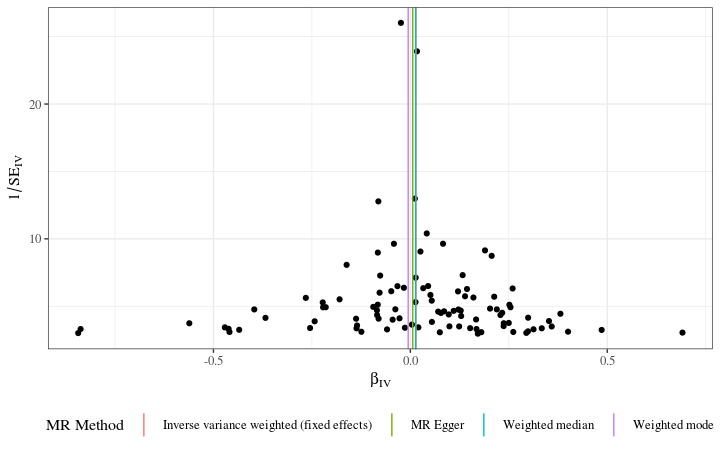 1/SE_IV
20
10
-0.5
0.0
0.5
β_IV
MR Method
Inverse variance weighted (fixed effects)
MR Egger
Weighted median
Weighted mode